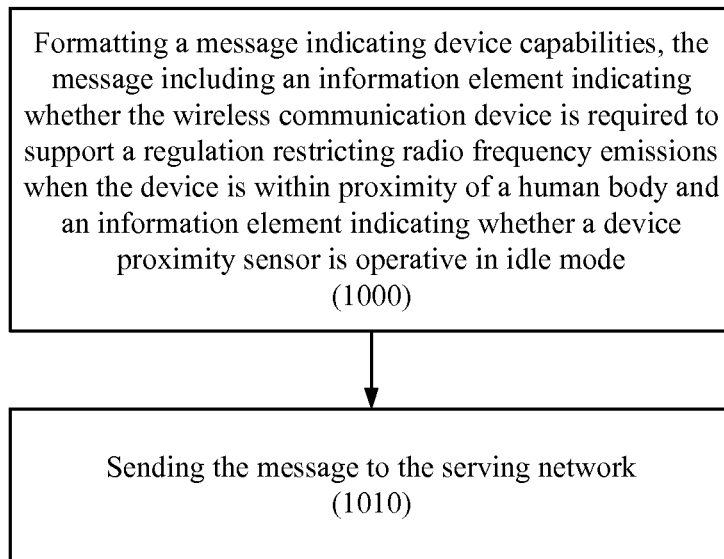 Formatting a message indicating device capabilities, the
message including an information element indicating
whether the wireless communication device is required to
support a regulation restricting radio frequency emissions
when the device is within proximity of a human body and
an information element indicating whether a device
proximity sensor is operative in idle mode
(1000)
Sending the message to the serving network
(1010)